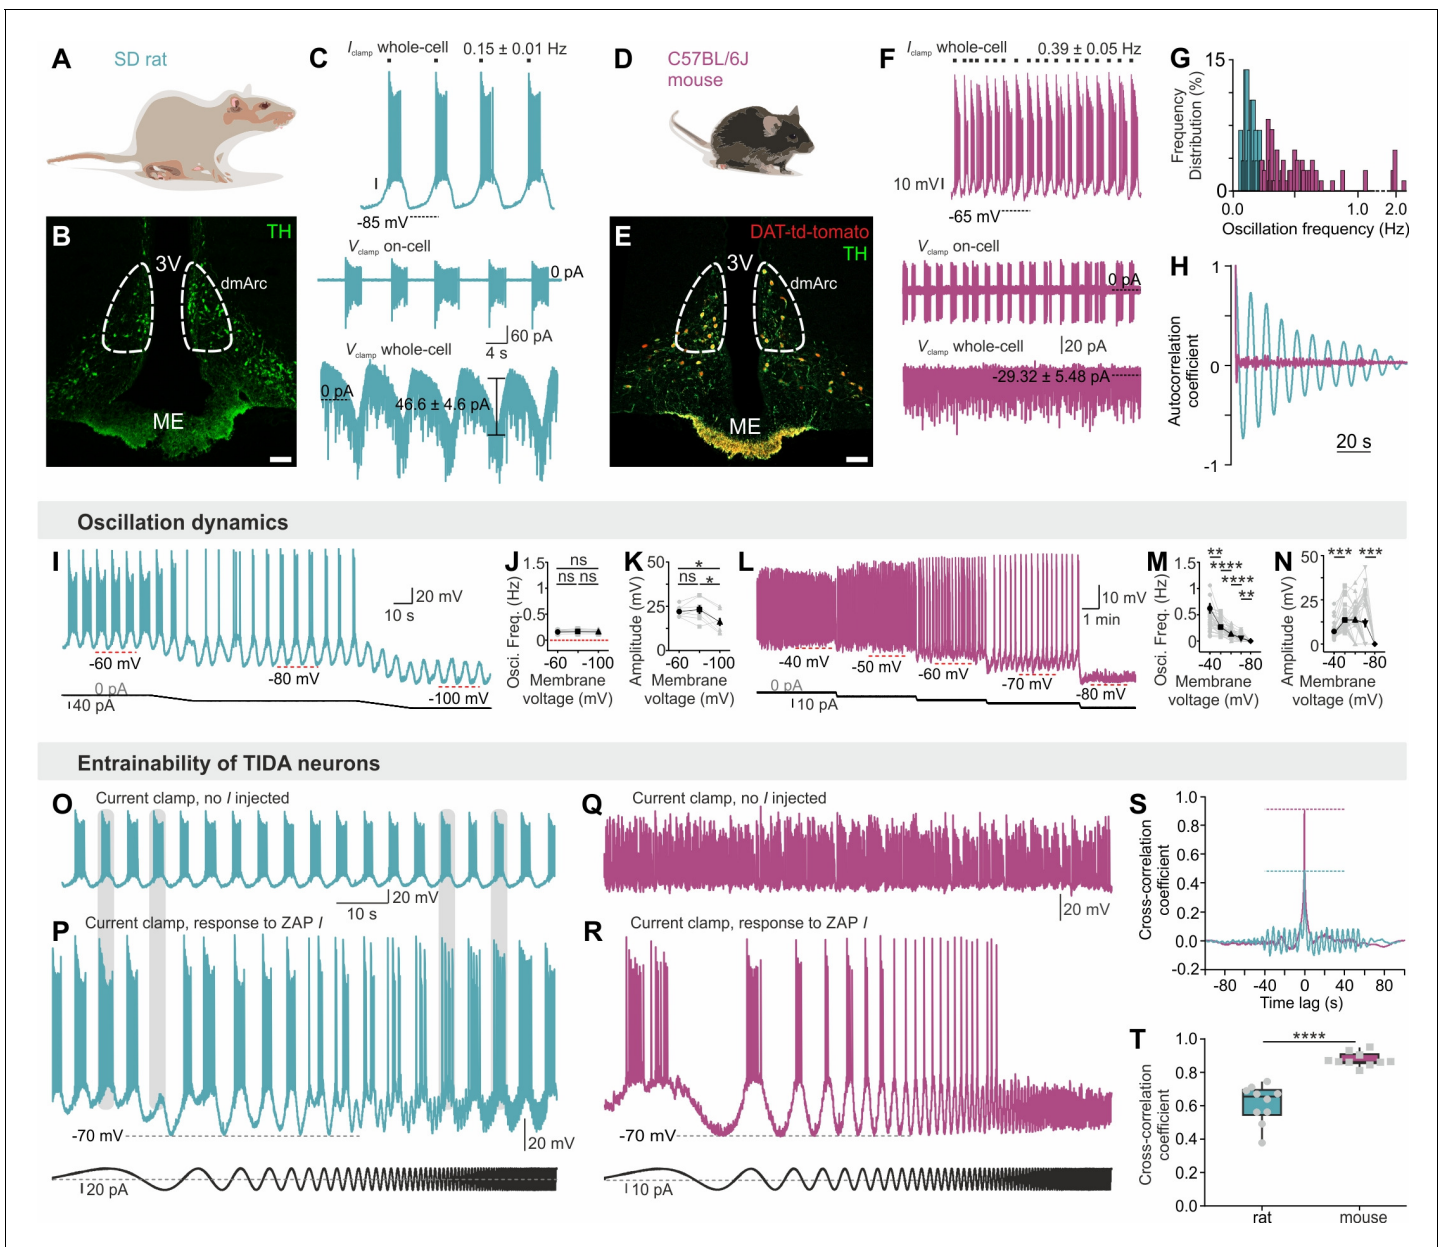 A
SD rat
B
TH
3V
dmArc
ME
C
Iclamp whole-cell 0.15 ± 0.01 Hz
-85 mV
Vclamp on-cell
0 pA
60 pA
4 s
Vclamp whole-cell
0 pA
46.6 ± 4.6 pA
D
C57BL/6J
mouse
E
DAT-td-tomato
TH
3V
dmArc
ME
F
Iclamp whole-cell 0.39 ± 0.05 Hz
10 mV
-65 mV
Vclamp on-cell
0 pA
20 pA
Vclamp whole-cell
-29.32 ± 5.48 pA
G
Frequency
Distribution (%)
15
0
0.0 1.0 2.0
Oscillation frequency (Hz)
H
Autocorrelation
coefficient
1
0
-1
20 s
Oscillation dynamics
I
20 mV
10 s
-60 mV
-80 mV
-100 mV
0 pA
40 pA
J
Osci. Freq. (Hz)
1.5
1
0.5
0
ns
ns ns
-60 -100
Membrane
voltage (mV)
K
Amplitude (mV)
50
25
0
*
ns *
-60 -100
Membrane
voltage (mV)
L
10 mV
1 min
-40 mV
-50 mV
-60 mV
-70 mV
-80 mV
0 pA
10 pA
M
Osci. Freq. (Hz)
1.5
1
0.5
0
**
****
****
**
-40 -80
Membrane
voltage (mV)
N
Amplitude (mV)
50
25
0
*** ***
-40 -80
Membrane
voltage (mV)
Entrainability of TIDA neurons
O
Current clamp, no I injected
20 mV
10 s
P
Current clamp, response to ZAP I
-70 mV
20 mV
20 pA
Q
Current clamp, no I injected
20 mV
R
Current clamp, response to ZAP I
-70 mV
10 pA
S
Cross-correlation
coefficient
1.0
0.8
0.6
0.4
0.2
0.0
-0.2
-80 -40 0 40 80
Time lag (s)
T
Cross-correlation
coefficient
1.0
0.8
0.6
0.4
0.2
0.0
****
rat mouse